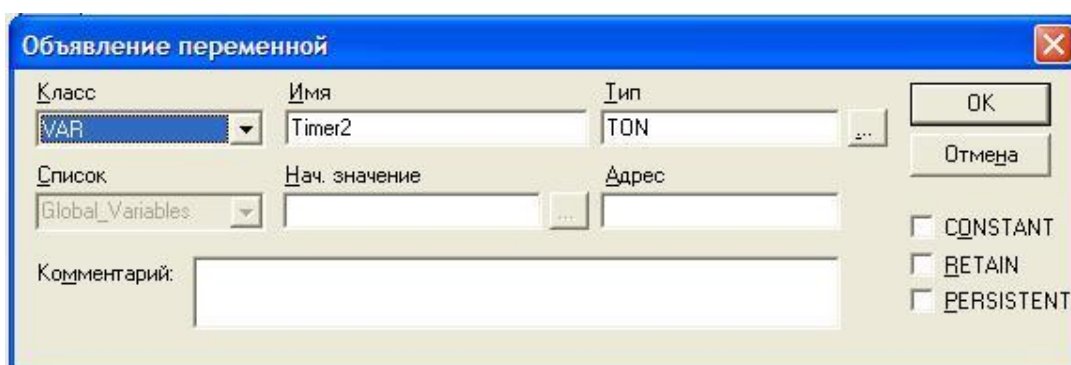 Объявление переменной
Класс Имя Тип
VAR Timer2 TON ... OK
Отмена
Список Нач. значение Адрес
Global_Variables ...
CONSTANT
Комментарий: RETAIN
PERSISTENT